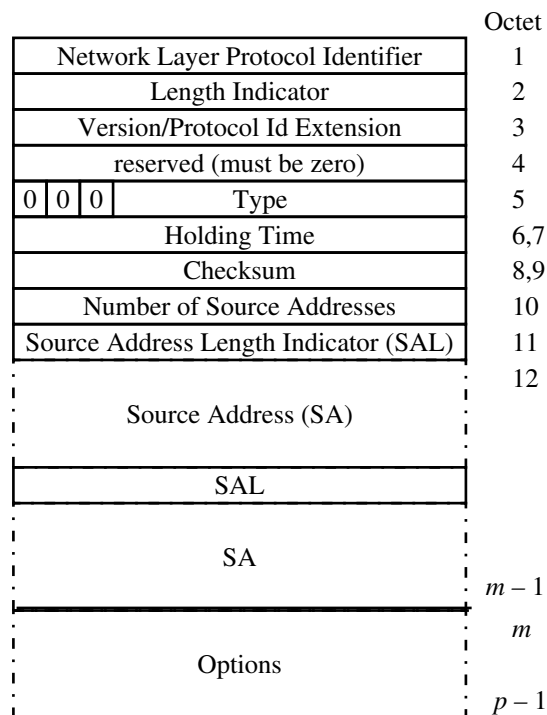 Octet
Network Layer Protocol Identifier 1
Length Indicator 2
Version/Protocol Id Extension 3
reserved (must be zero) 4
0 0 0 Type 5
Holding Time 6,7
Checksum 8,9
Number of Source Addresses 10
Source Address Length Indicator (SAL) 11
12
Source Address (SA)
SAL
SA
m – 1
m
Options
p – 1